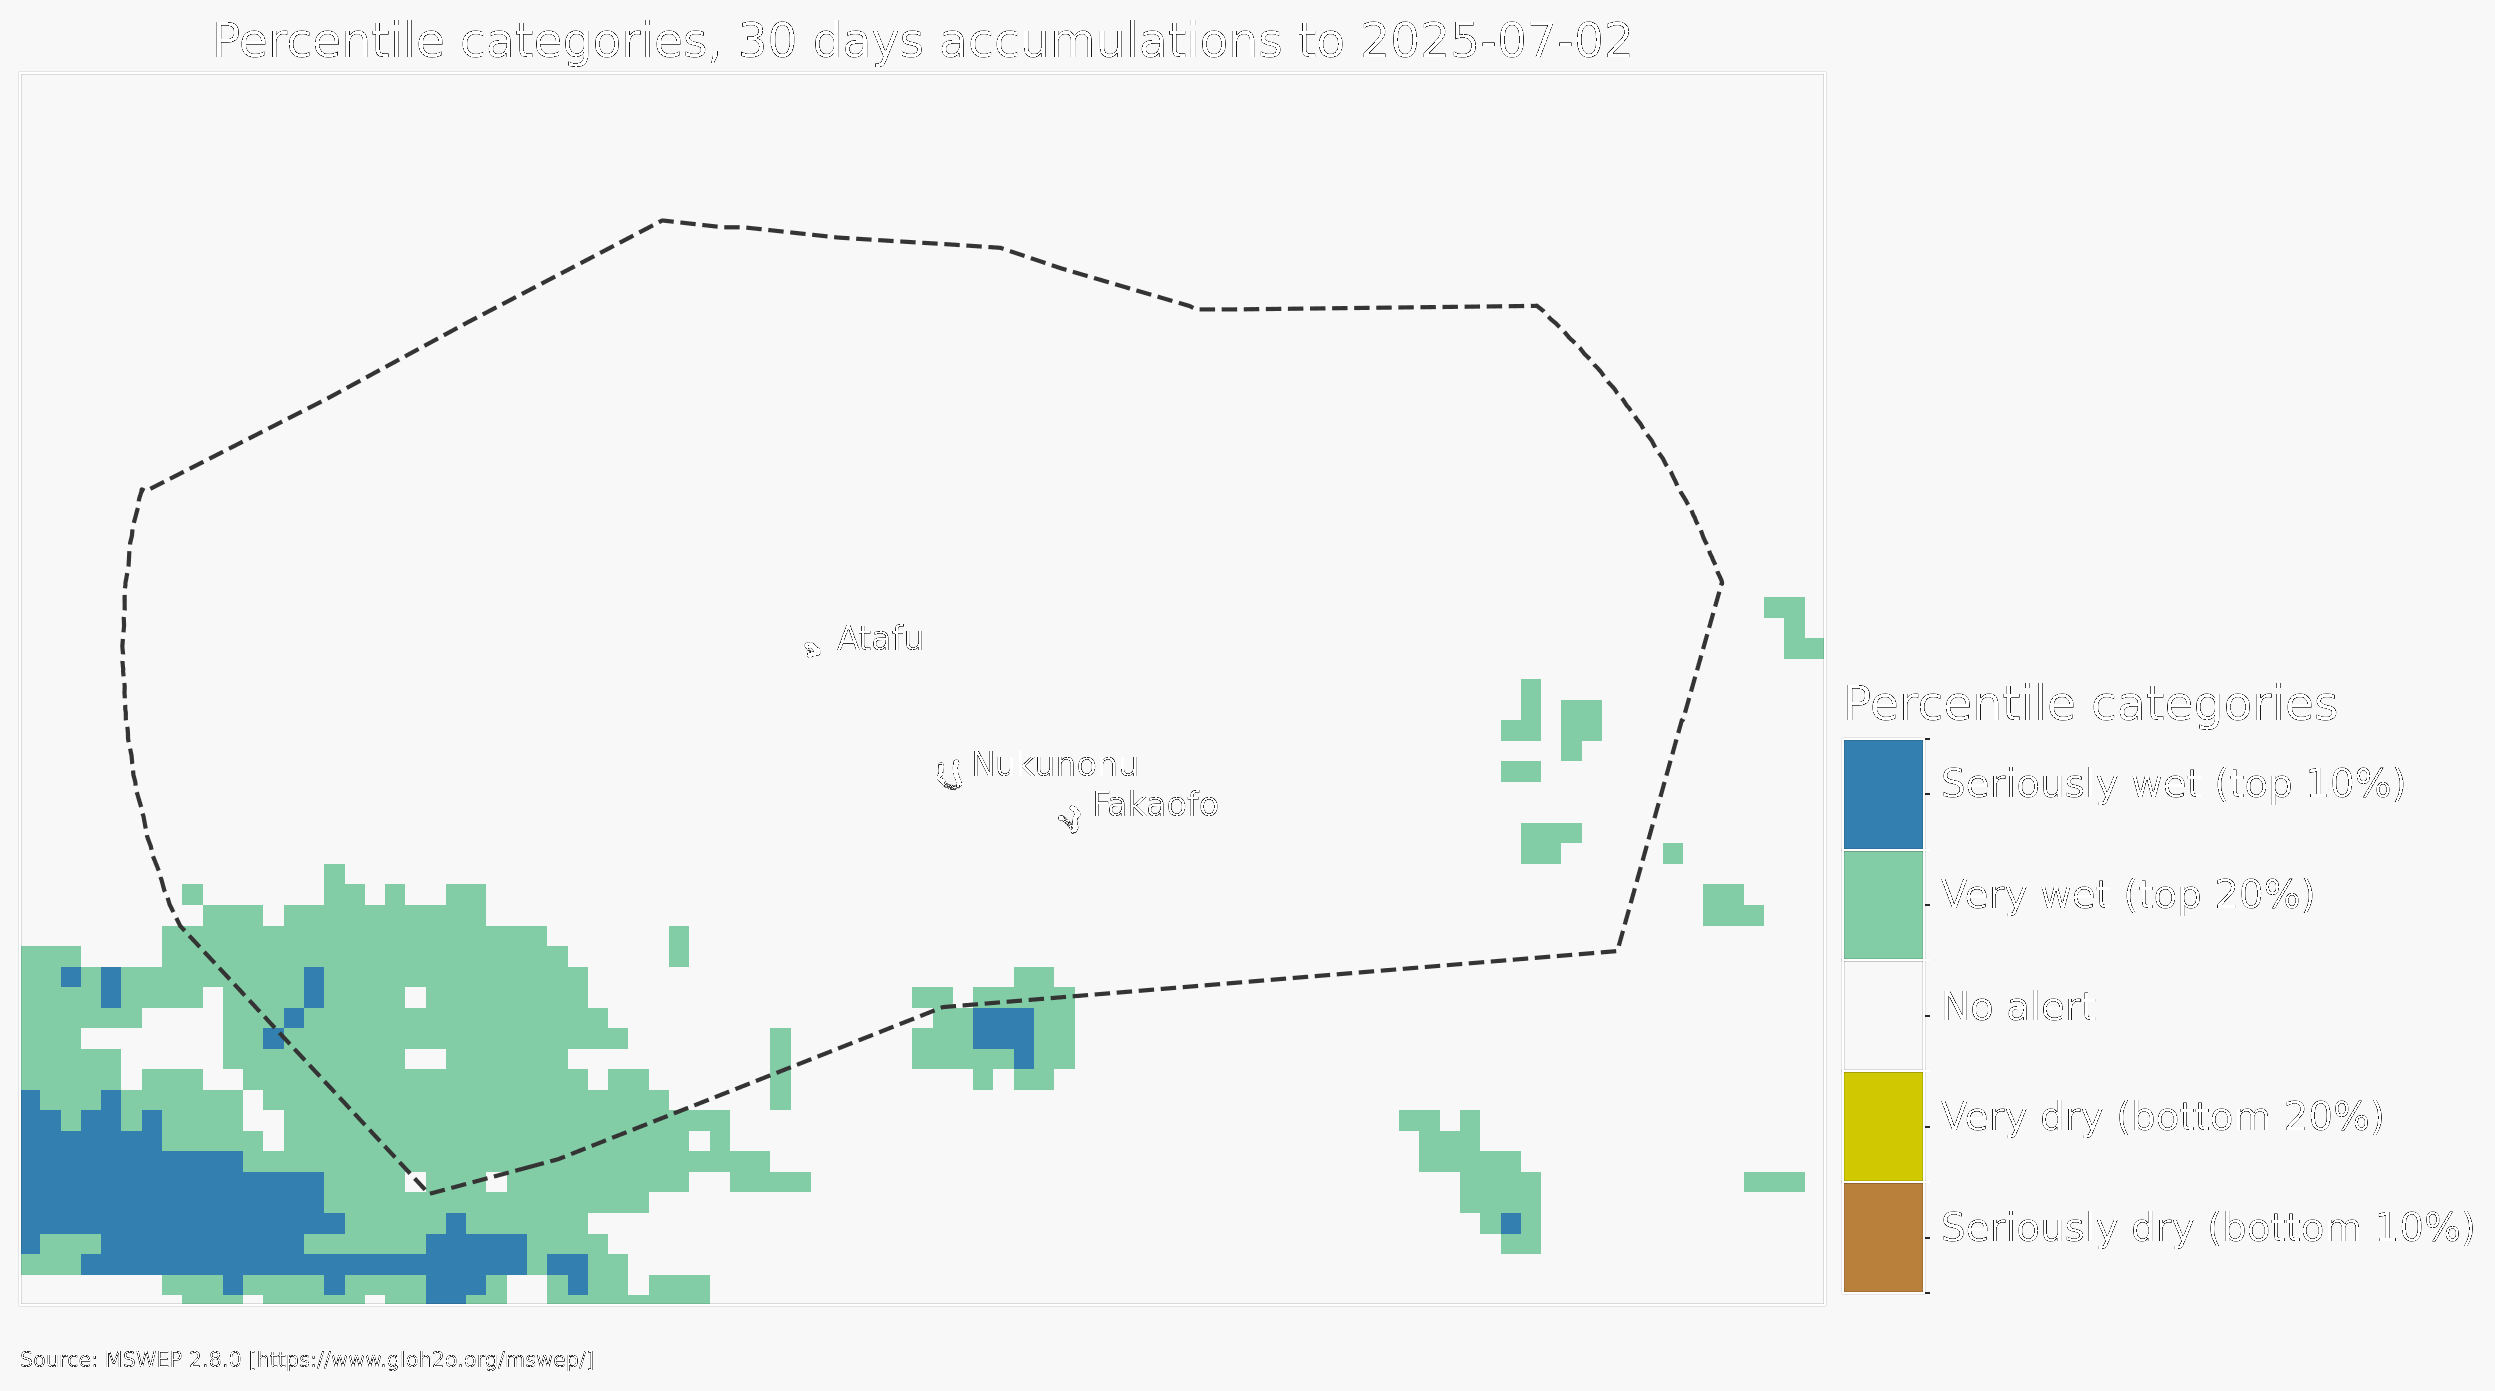 Percentile categories, 30 days accumulations to 2025-07-02
Atafu
Nukunonu
Fakaofo
Percentile categories
Seriously wet (top 10%)
Very wet (top 20%)
No alert
Very dry (bottom 20%)
Seriously dry (bottom 10%)
Source: MSWEP 2.8.0 [https://www.gloh2o.org/mswep/]